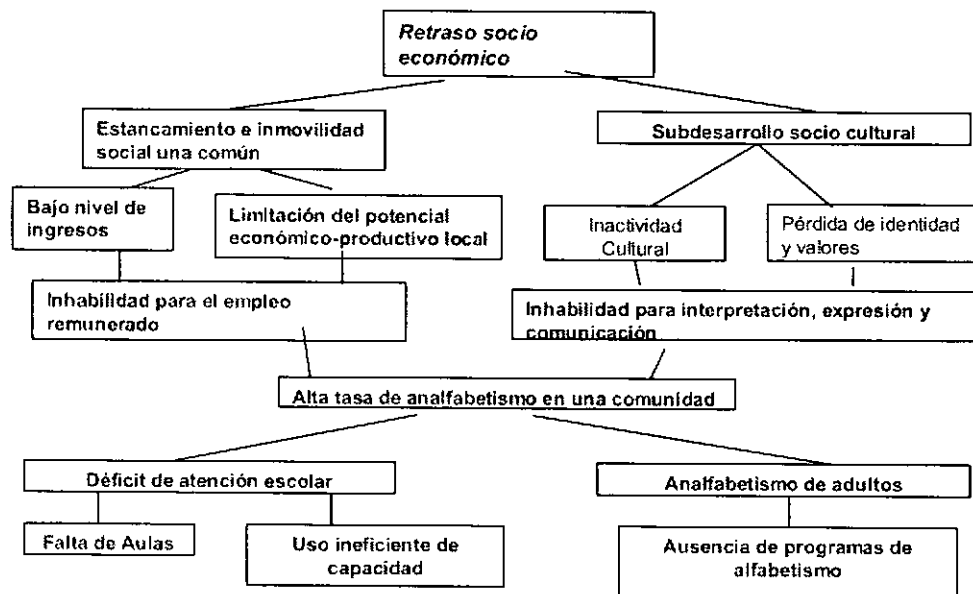 Retraso socio
económico
Estancamiento e inmovilidad
social una común
Subdesarrollo socio cultural
Bajo nivel de
ingresos
Limitación del potencial
económico-productivo local
Inactividad
Cultural
Pérdida de identidad
y valores
Inhabilidad para el empleo
remunerado
Inhabilidad para interpretación, expresión y
comunicación
Alta tasa de analfabetismo en una comunidad
Déficit de atención escolar
Analfabetismo de adultos
Falta de Aulas
Uso ineficiente de
capacidad
Ausencia de programas de
alfabetismo